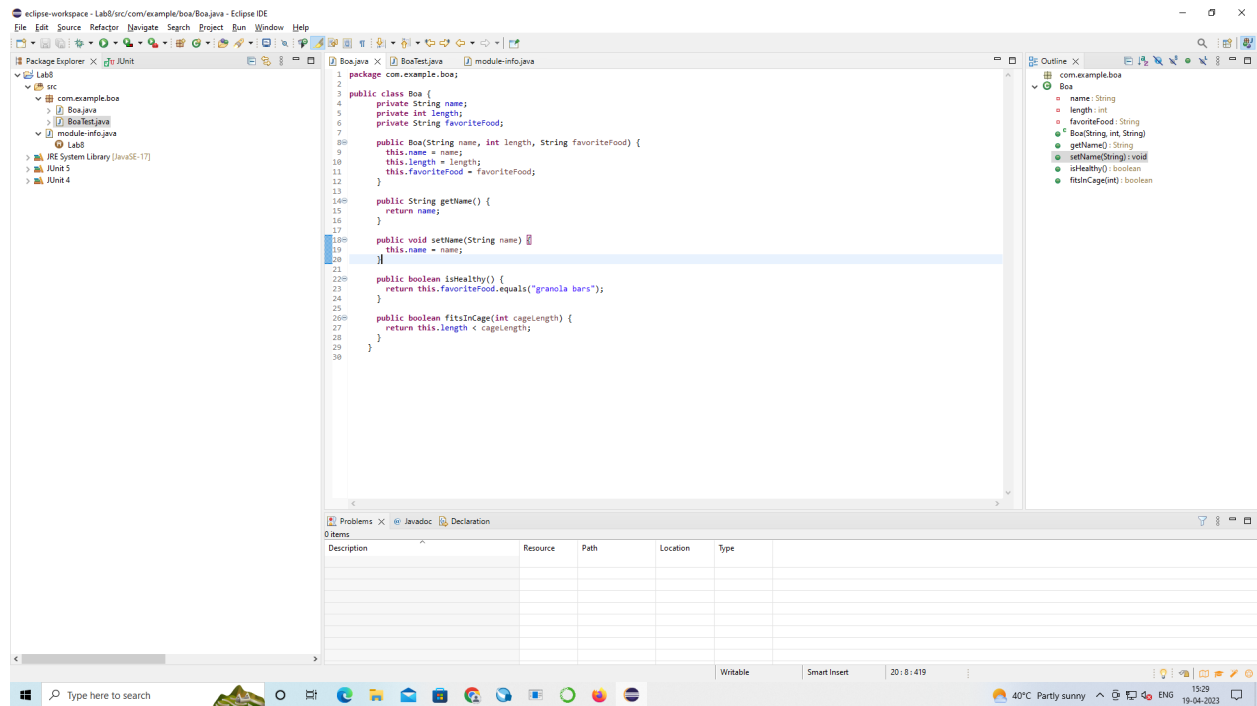 eclipse-workspace - Lab8/src/com/example/boa/Boa.java - Eclipse IDE
File Edit Source Refactor Navigate Search Project Run Window Help
Package Explorer JUnit
Lab8
src
com.example.boa
Boa.java
BoaTest.java
module-info.java
Lab8
JRE System Library [JavaSE-17]
JUnit 5
JUnit 4
Boa.java BoaTest.java module-info.java
1 package com.example.boa;
2
3 public class Boa {
4 private String name;
5 private int length;
6 private String favoriteFood;
7
8 public Boa(String name, int length, String favoriteFood) {
9 this.name = name;
10 this.length = length;
11 this.favoriteFood = favoriteFood;
12 }
13
14 public String getName() {
15 return name;
16 }
17
18 public void setName(String name) {
19 this.name = name;
20 }
21
22 public boolean isHealthy() {
23 return this.favoriteFood.equals("granola bars");
24 }
25
26 public boolean fitsInCage(int cageLength) {
27 return this.length < cageLength;
28 }
29 }
30
Outline
com.example.boa
Boa
name : String
length : int
favoriteFood : String
Boa(String, int, String)
getName() : String
setName(String) : void
isHealthy() : boolean
fitsInCage(int) : boolean
Problems Javadoc Declaration
0 items
Description Resource Path Location Type
Writable Smart Insert 20 : 8 : 419
Type here to search
40°C Partly sunny ENG 15:29
19-04-2023